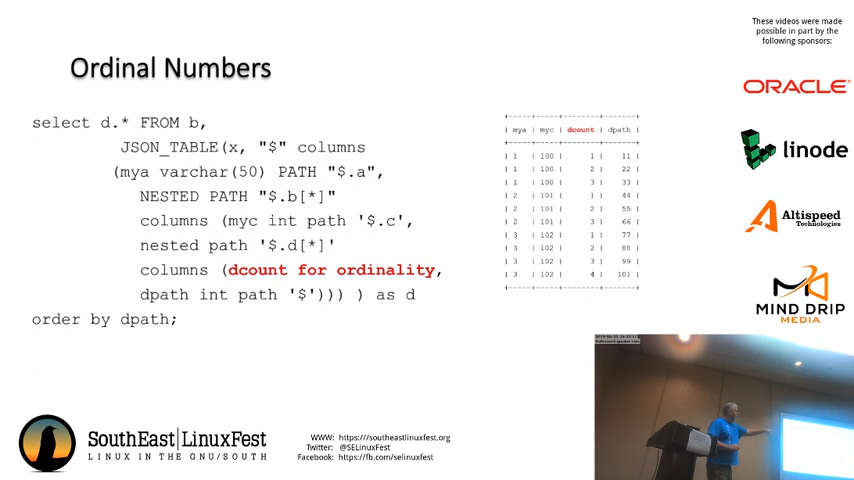 These videos were made
possible in part by the
following sponsors:
ORACLE
linode
Altispeed
Technologies
MIND DRIP
MEDIA
Ordinal Numbers
select d.* FROM b,
JSON_TABLE(x, "$" columns
(mya varchar(50) PATH "$.a",
NESTED PATH "$.b[*]"
columns (myc int path '$.c',
nested path '$.d[*]'
columns (dcount for ordinality,
dpath int path '$'))) ) as d
order by dpath;
+------+------+--------+-------+
| mya | myc | dcount | dpath |
+------+------+--------+-------+
| 1 | 100 | 1 | 11 |
| 1 | 100 | 2 | 22 |
| 1 | 100 | 3 | 33 |
| 2 | 101 | 1 | 44 |
| 2 | 101 | 2 | 55 |
| 2 | 101 | 3 | 66 |
| 3 | 102 | 1 | 77 |
| 3 | 102 | 2 | 88 |
| 3 | 102 | 3 | 99 |
| 3 | 102 | 4 | 101 |
+------+------+--------+-------+
SouthEast|LinuxFest
LINUX IN THE GNU/SOUTH
WWW: https:///southeastlinuxfest.org
Twitter: @SELinuxFest
Facebook: https://fb.com/selinuxfest